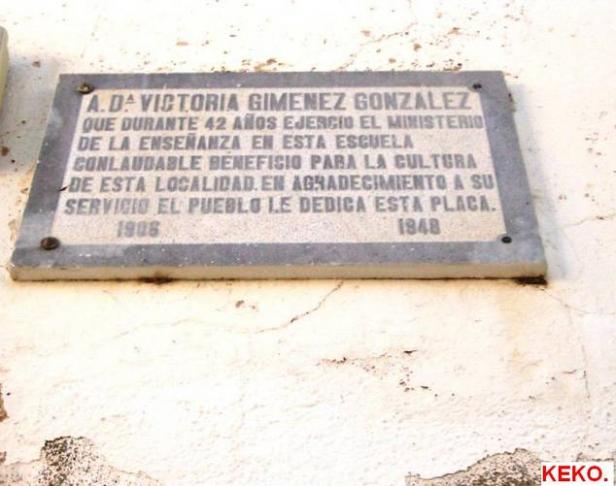 A. Dª VICTORIA GIMENEZ GONZALEZ
QUE DURANTE 42 AÑOS EJERCIO EL MINISTERIO
DE LA ENSEÑANZA EN ESTA ESCUELA
CONLAUDABLE BENEFICIO PARA LA CULTURA
DE ESTA LOCALIDAD. EN AGRADECIMIENTO A SU
SERVICIO EL PUEBLO LE DEDICA ESTA PLACA.
1906 1948
KEKO.